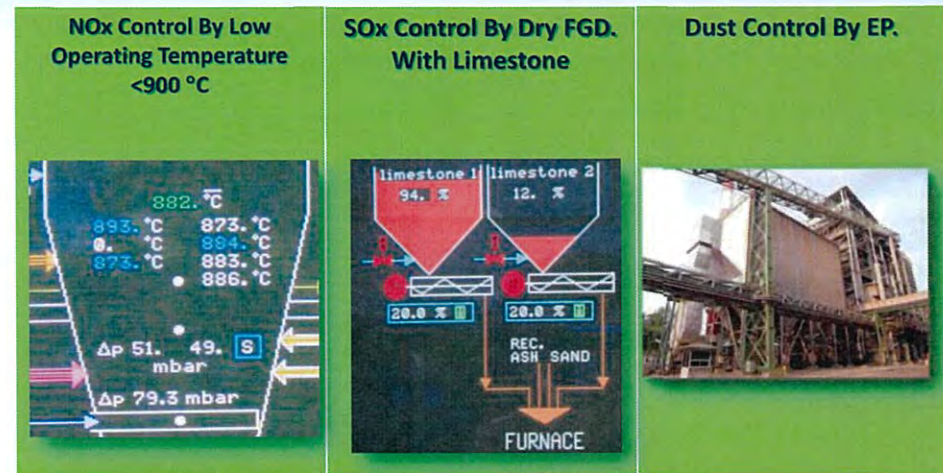 NOx Control By Low
Operating Temperature
<900 °C
882. °C
893. °C 873. °C
0. °C 884. °C
873. °C 883. °C
886. °C
Δp 51. 49. S
mbar
Δp 79.3 mbar
SOx Control By Dry FGD.
With Limestone
limestone 1 limestone 2
94. % 12. %
20.0 % 20.0 %
REC.
ASH SAND
FURNACE
Dust Control By EP.